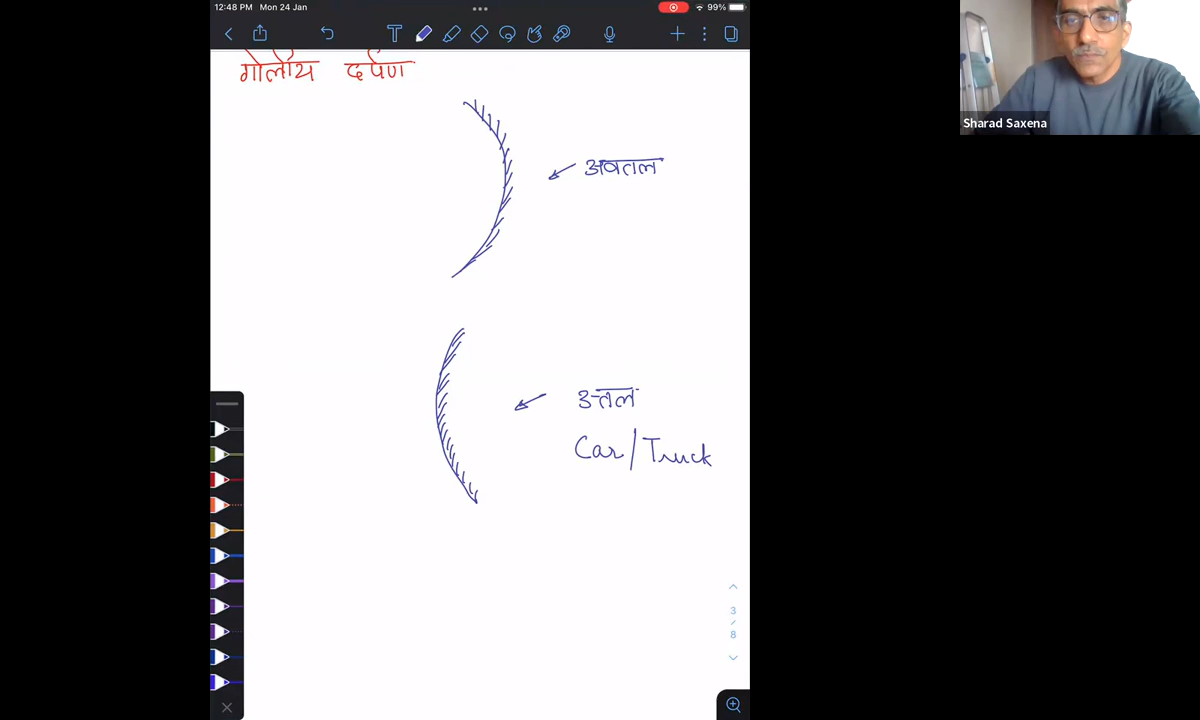 12:48 PM Mon 24 Jan
99%
गोलीय दर्पण
अवतल
उत्तल
Car/Truck
3
8
Sharad Saxena